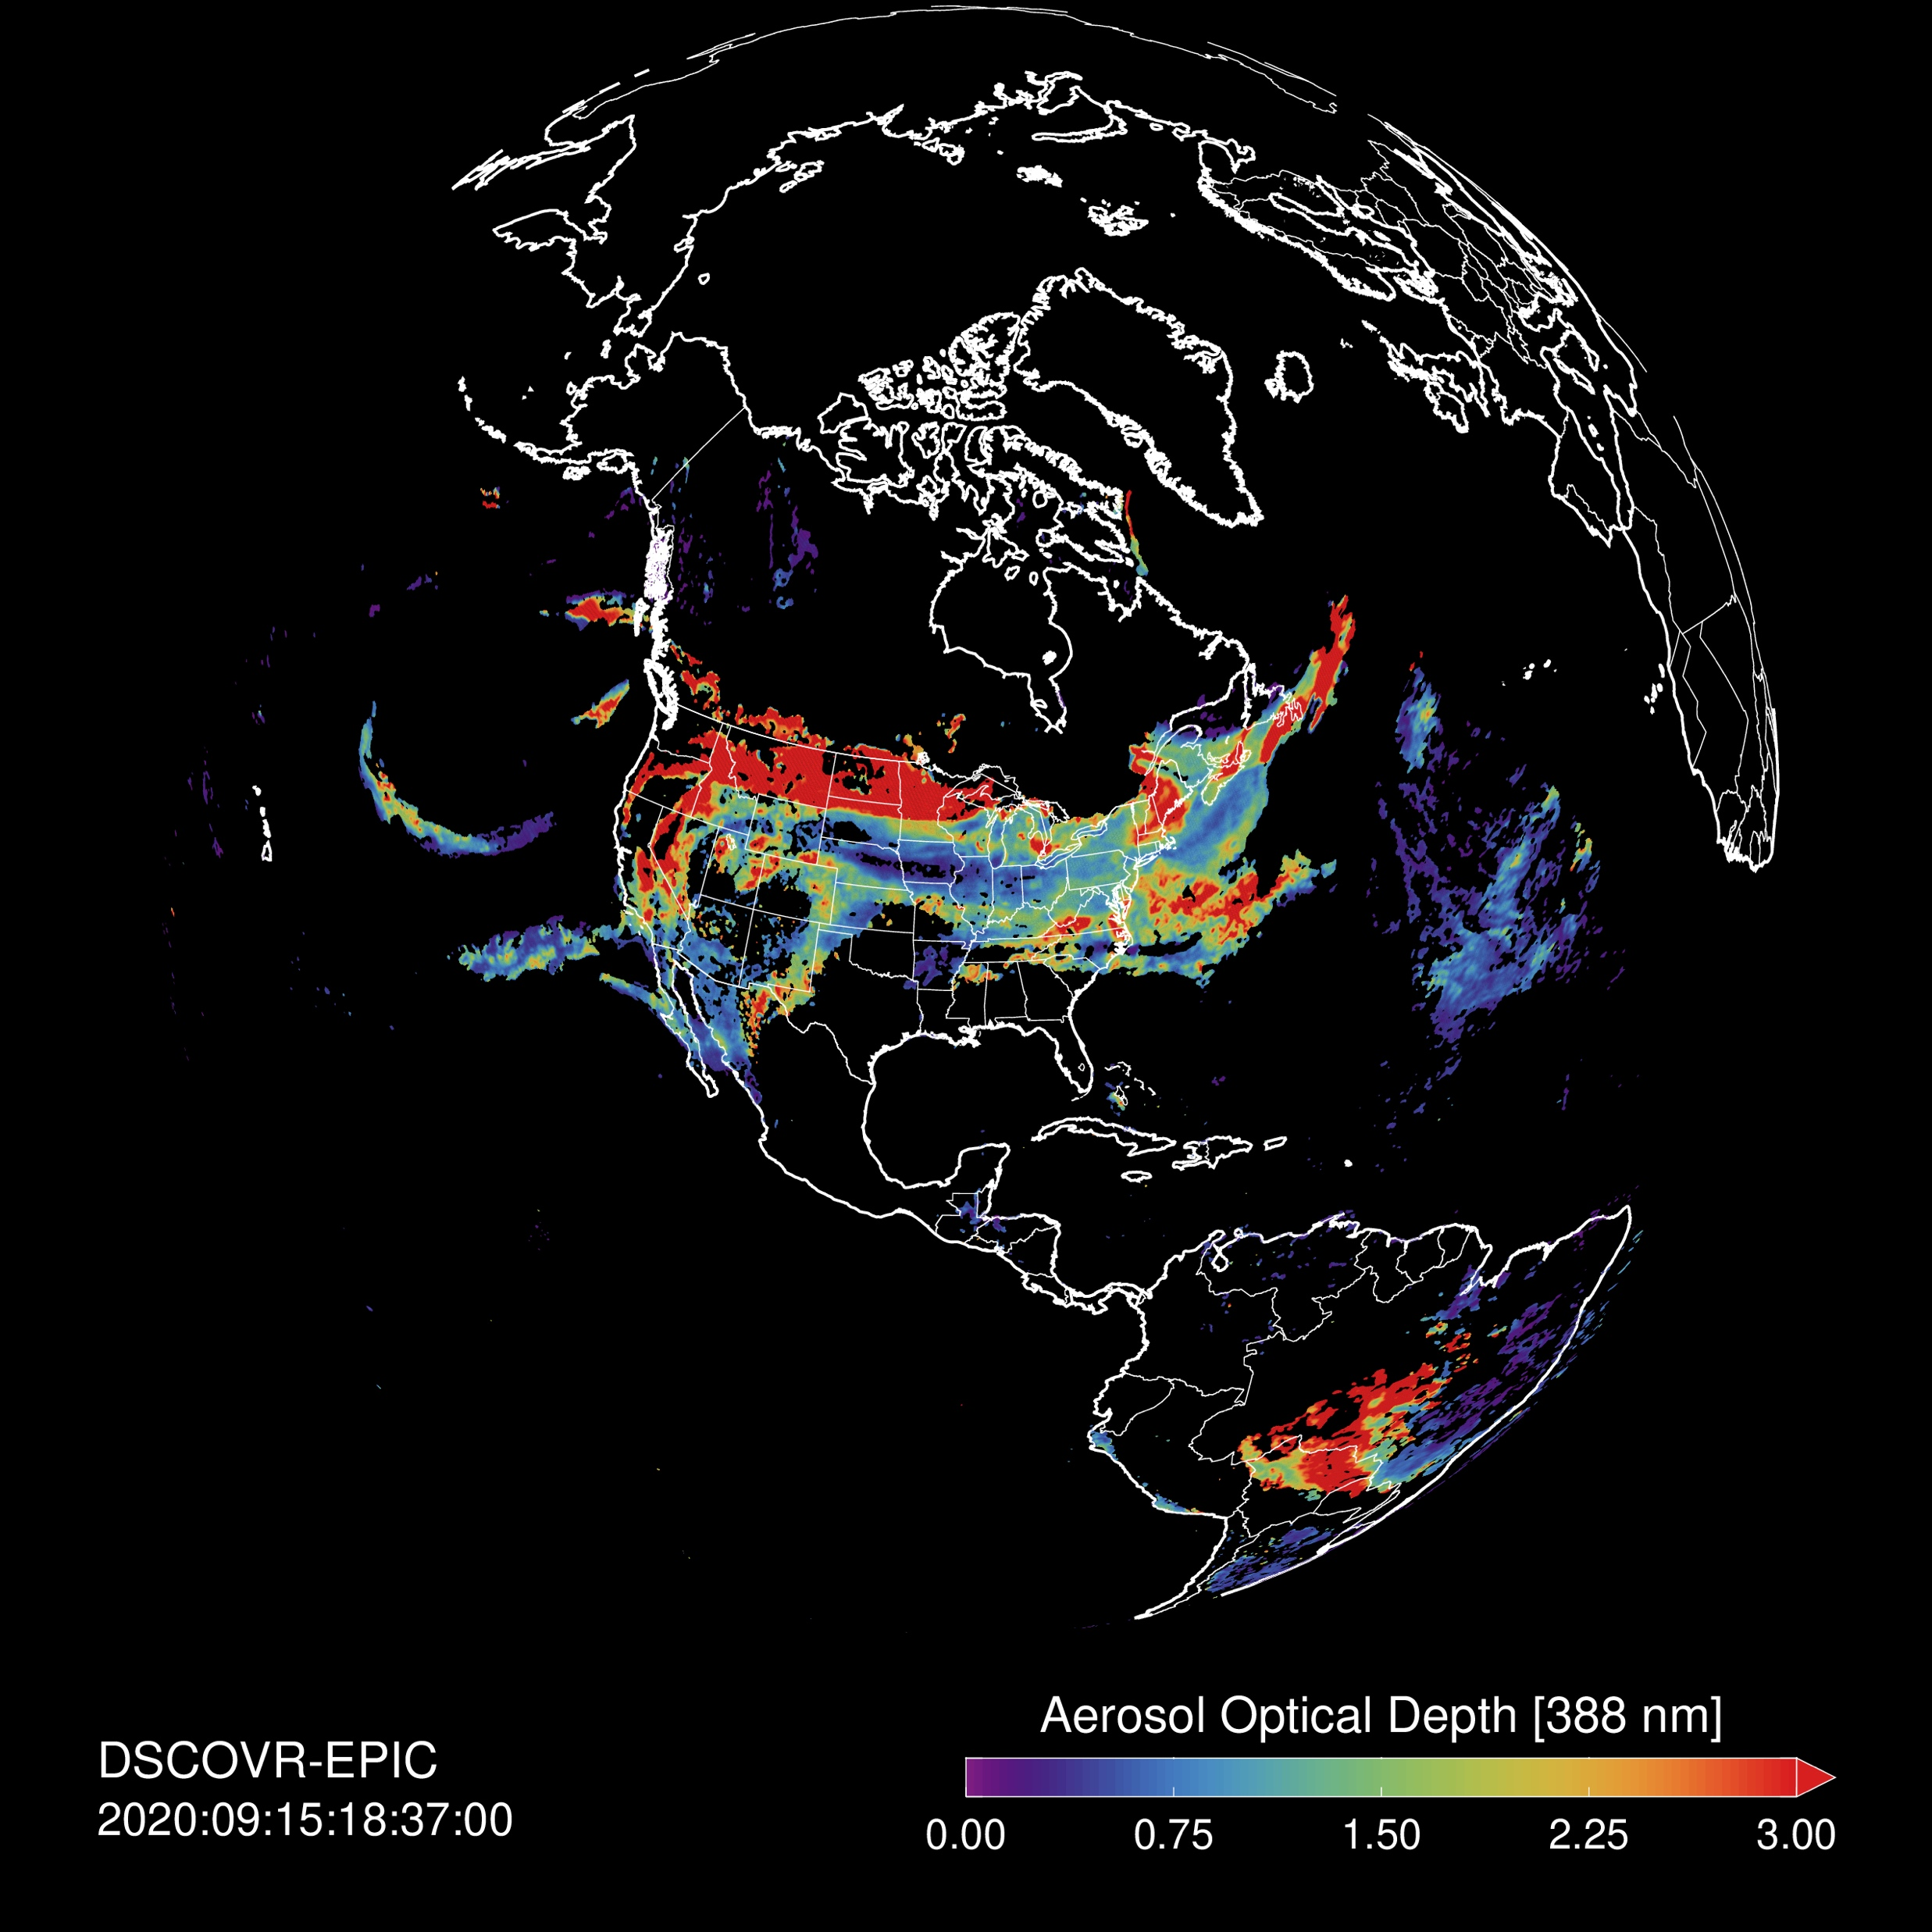 Aerosol Optical Depth [388 nm]
0.00 0.75 1.50 2.25 3.00
DSCOVR-EPIC
2020:09:15:18:37:00